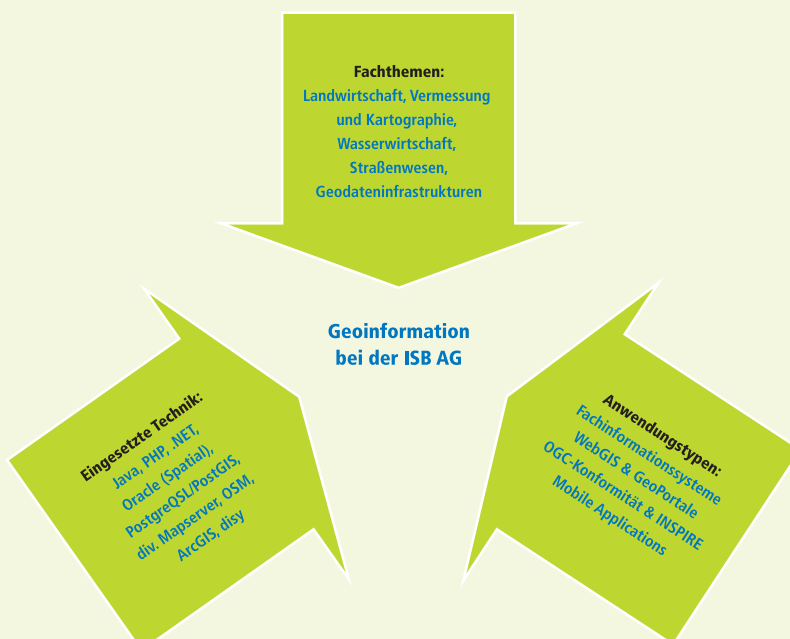 Fachthemen:
Landwirtschaft, Vermessung
und Kartographie,
Wasserwirtschaft,
Straßenwesen,
Geodateninfrastrukturen
Geoinformation
bei der ISB AG
Eingesetzte Technik:
Java, PHP, .NET,
Oracle (Spatial),
PostgreQSL/PostGIS,
div. Mapserver, OSM,
ArcGIS, disy
Anwendungstypen:
Fachinformationssysteme
WebGIS & GeoPortale
OGC-Konformität & INSPIRE
Mobile Applications